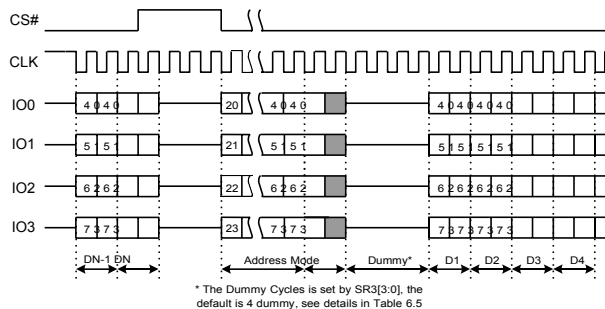 CS#
CLK
IO0 4 0 4 0 20 4 0 4 0 4 0 4 0 4 0 4 0
IO1 5 1 5 1 21 5 1 5 1 5 1 5 1 5 1 5 1
IO2 6 2 6 2 22 6 2 6 2 6 2 6 2 6 2 6 2
IO3 7 3 7 3 23 7 3 7 3 7 3 7 3 7 3 7 3
DN-1 DN Address Mode Dummy* D1 D2 D3 D4
* The Dummy Cycles is set by SR3[3:0], the
default is 4 dummy, see details in Table 6.5